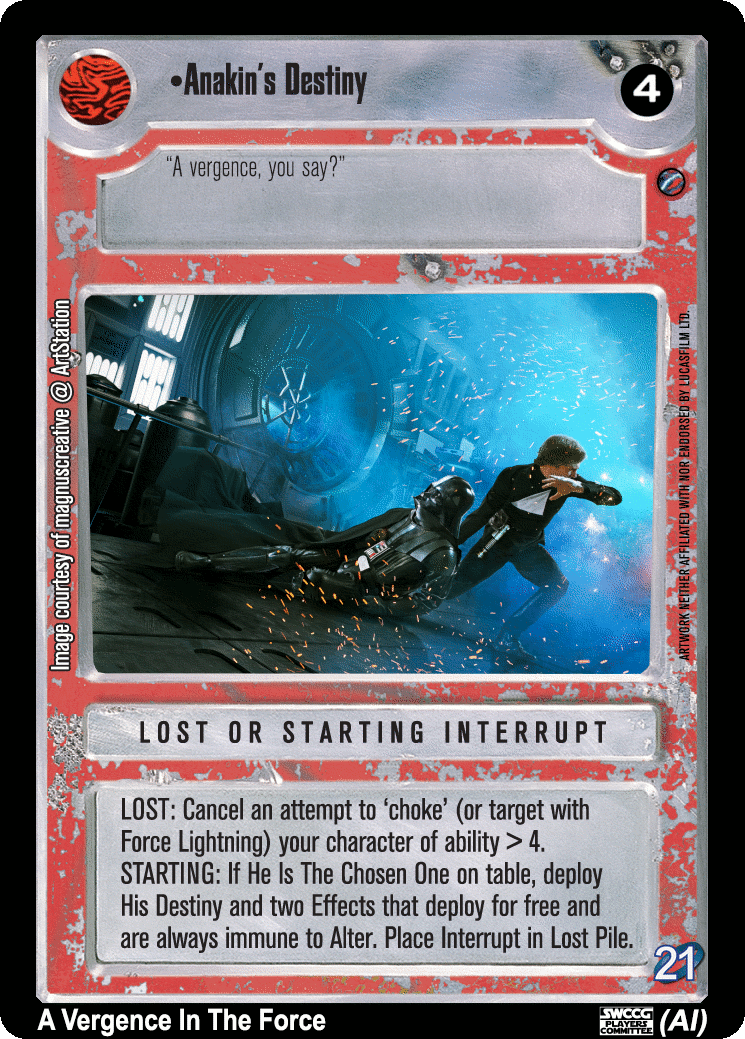 •Anakin's Destiny
4
"A vergence, you say?"
Image courtesy of magnuscreative @ ArtStation
ARTWORK NEITHER AFFILIATED WITH NOR ENDORSED BY LUCASFILM LTD.
LOST OR STARTING INTERRUPT
LOST: Cancel an attempt to ‘choke’ (or target with
Force Lightning) your character of ability > 4.
STARTING: If He Is The Chosen One on table, deploy
His Destiny and two Effects that deploy for free and
are always immune to Alter. Place Interrupt in Lost Pile.
21
A Vergence In The Force
SWCCG
PLAYERS
COMMITTEE
(AI)